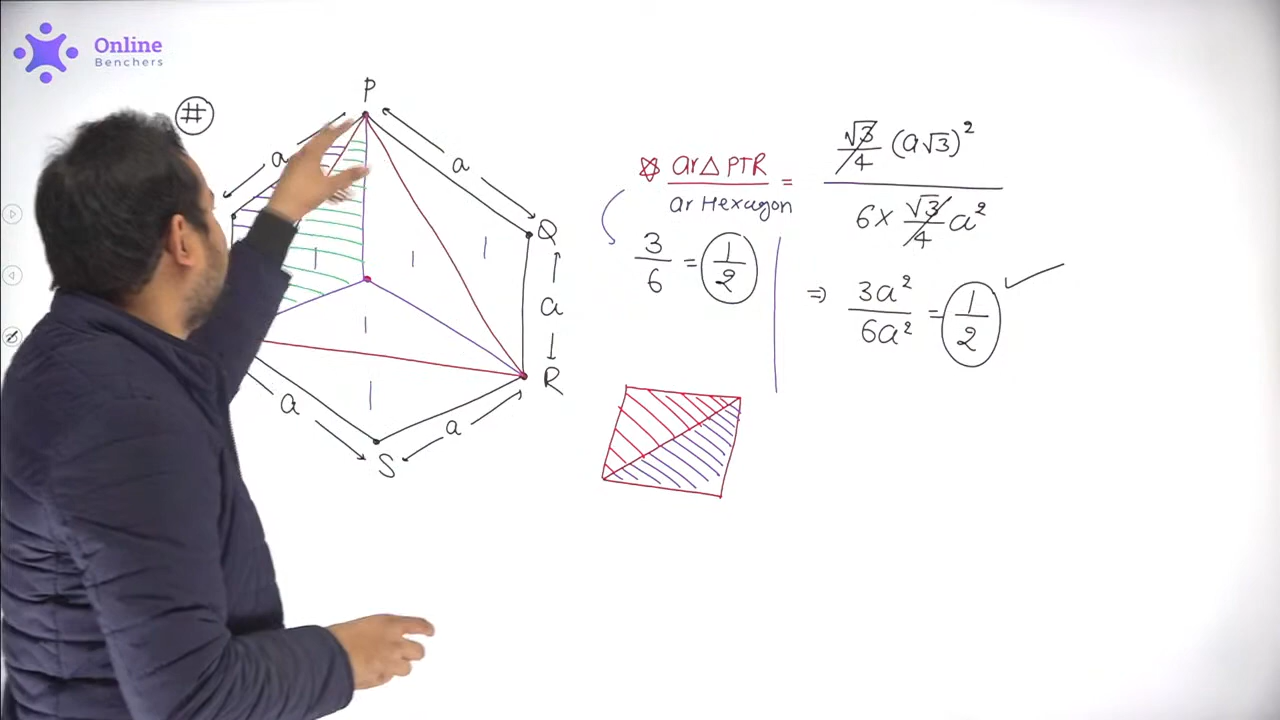 Online
Benchers
#
P
a
a
Q
a
R
a
S
a
1
1
1
1
1
ar△ PTR / ar Hexagon = √3/4 (a√3)² / 6 × √3/4 a²
3/6 = 1/2
⇒ 3a²/6a² = 1/2